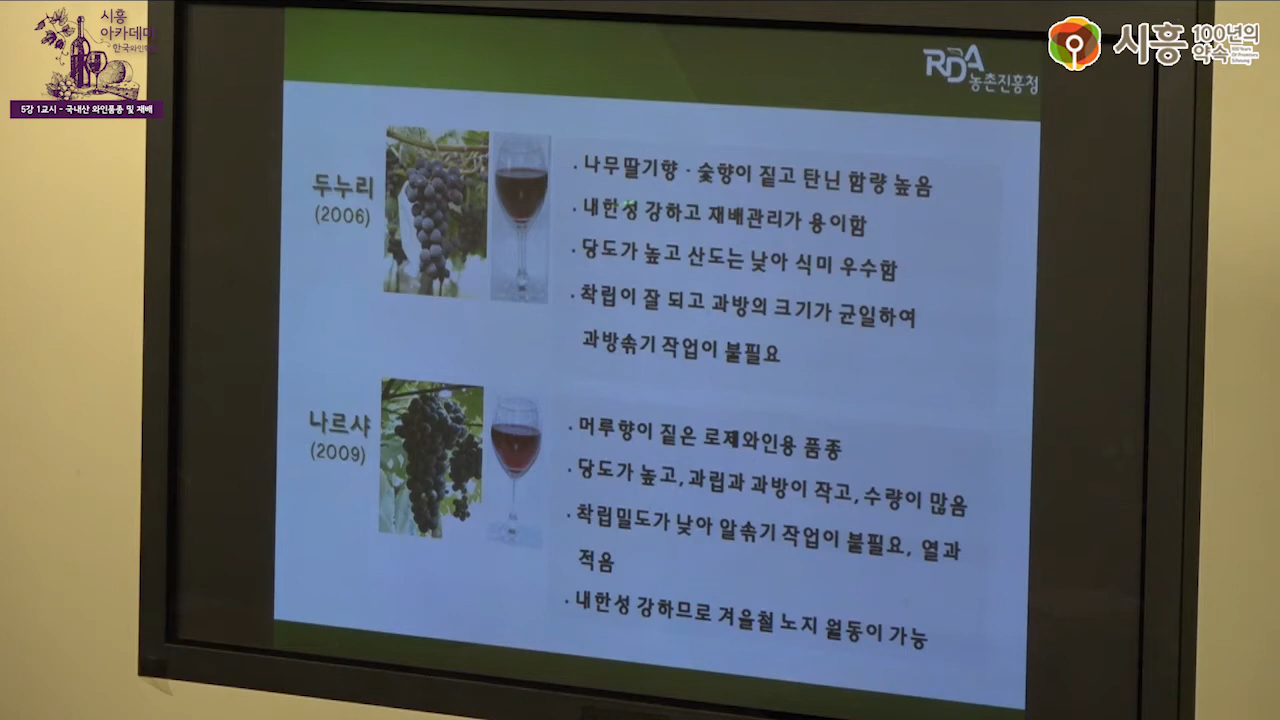 시흥
아카데미
한국와인
5강 1교시 - 국내산 와인품종 및 재배
시흥 100년의 약속
RDA
농촌진흥청
두누리
(2006)
· 나무딸기향 - 숯향이 짙고 탄닌 함량 높음
· 내한성 강하고 재배관리가 용이함
· 당도가 높고 산도는 낮아 식미 우수함
· 착립이 잘 되고 과방의 크기가 균일하여
과방솎기 작업이 불필요
나르샤
(2009)
· 머루향이 짙은 로제와인용 품종
· 당도가 높고, 과립과 과방이 작고, 수량이 많음
· 착립밀도가 낮아 알솎기 작업이 불필요, 열과
적음
· 내한성 강하므로 겨울철 노지 월동이 가능